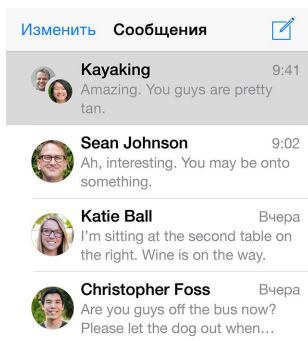 Изменить Сообщения
Kayaking 9:41
Amazing. You guys are pretty
tan.
Sean Johnson 9:02
Ah, interesting. You may be onto
something.
Katie Ball Вчера
I'm sitting at the second table on
the right. Wine is on the way.
Christopher Foss Вчера
Are you guys off the bus now?
Please let the dog out when…